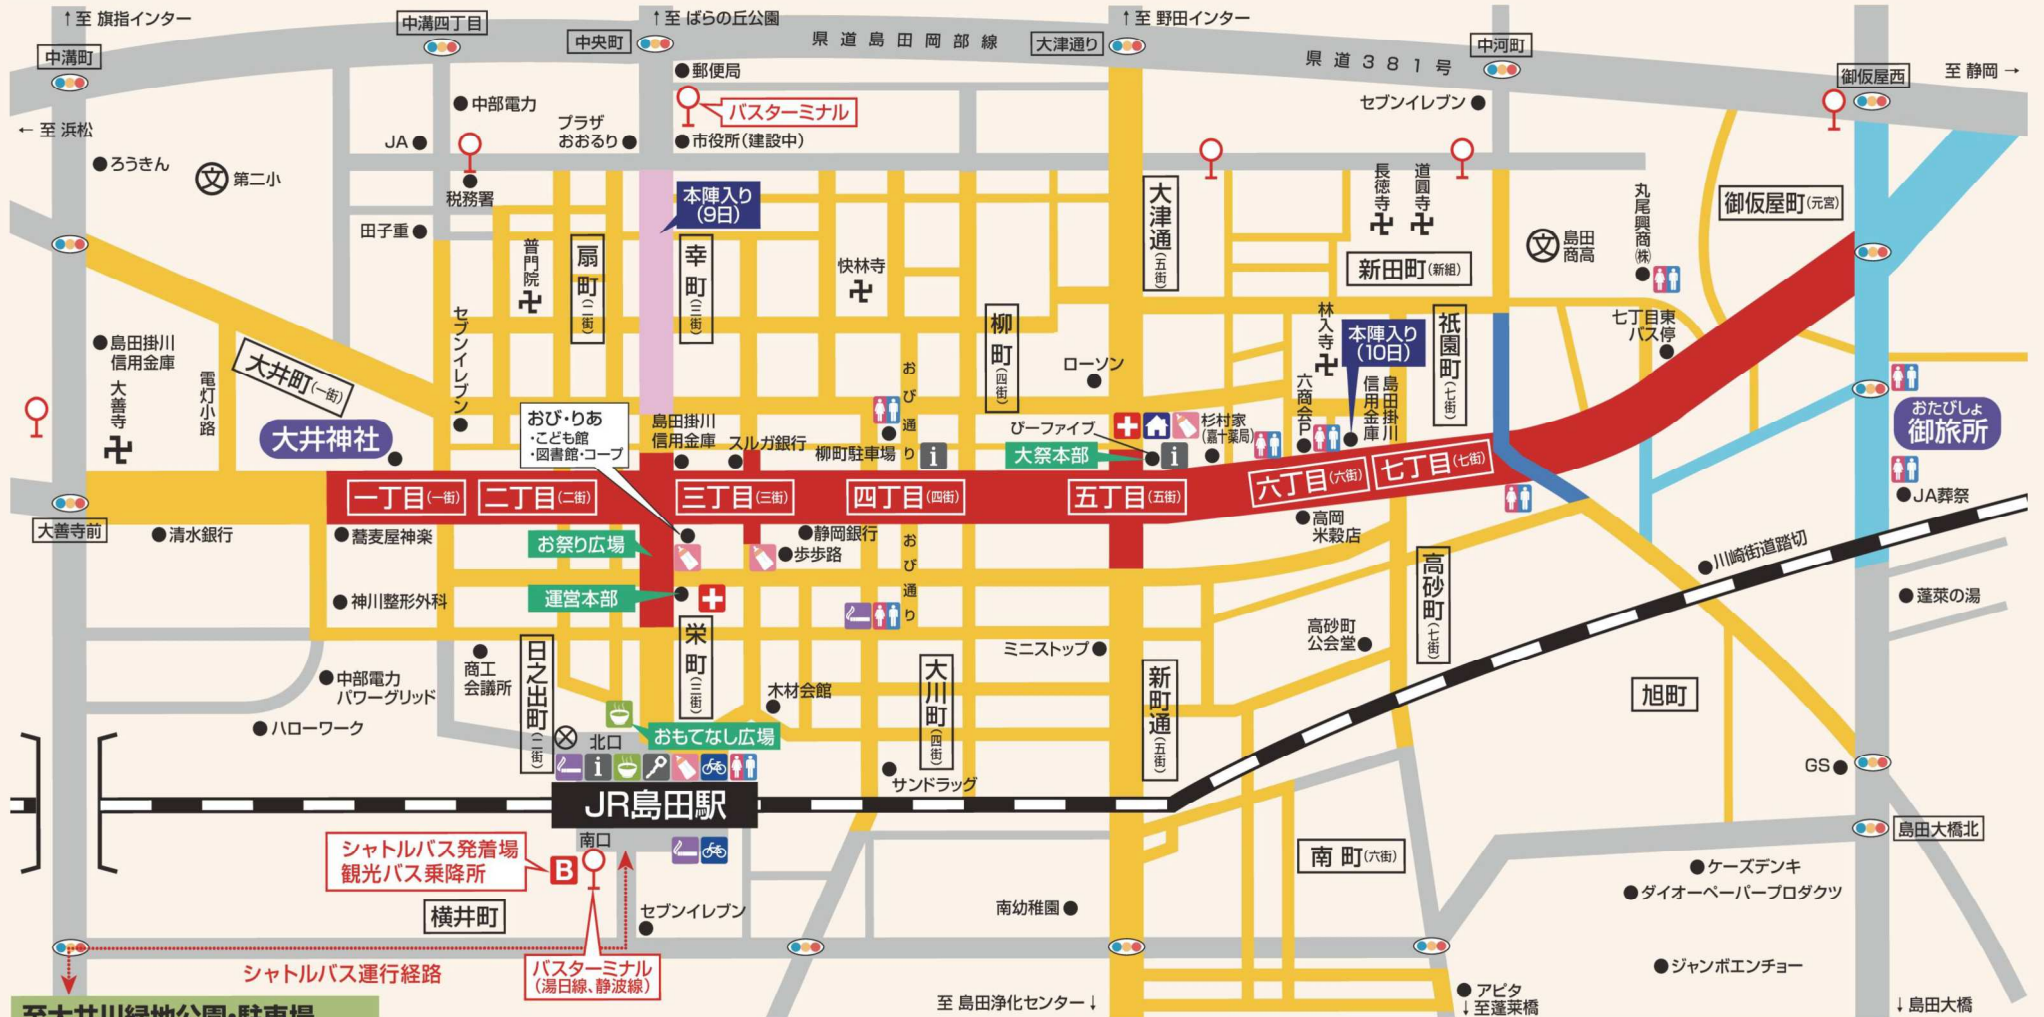 ↑至 旗指インター
中溝四丁目
↑至 ばらの丘公園
↑至 野田インター
中溝町
中央町
県道島田岡部線
大津通り
県道381号
中河町
御仮屋西
至 静岡 →
← 至 浜松
郵便局
バスターミナル
中部電力
セブンイレブン
JA
プラザ
おおるり
市役所(建設中)
ろうきん
第二小
文
税務署
田子重
本陣入り
(9日)
普門院
扇町(二街)
幸町(三街)
快林寺
大津通(五街)
長徳寺
道圓寺
新田町(新組)
文
島田
商高
丸尾興商(株)
御仮屋町(元宮)
島田掛川
信用金庫
大善寺
電灯小路
大井町(一街)
セブンイレブン
柳町(四街)
ローソン
林入寺
本陣入り
(10日)
祇園町(七街)
七丁目東
バス停
大井神社
おび・りあ
・こども館
・図書館・コープ
島田掛川
信用金庫
スルガ銀行
おび通り
柳町駐車場
i
びーファイブ
大祭本部
i
杉村家
(嘉十薬局)
六商会P
島田掛川
信用金庫
おたびしょ
御旅所
一丁目(一街)
二丁目(二街)
三丁目(三街)
四丁目(四街)
五丁目(五街)
六丁目(六街)
七丁目(七街)
JA葬祭
大善寺前
清水銀行
蕎麦屋神楽
お祭り広場
静岡銀行
歩歩路
おび通り
高岡
米穀店
川崎街道踏切
神川整形外科
運営本部
高砂町(七街)
蓬莱の湯
日之出町(二街)
商工
会議所
栄町(三街)
木材会館
大川町(四街)
ミニストップ
新町通(五街)
高砂町
公会堂
旭町
中部電力
パワーグリッド
ハローワーク
北口
おもてなし広場
i
サンドラッグ
GS
JR島田駅
南口
シャトルバス発着場
観光バス乗降所
B
南町(六街)
島田大橋北
ケーズデンキ
ダイオーペーパープロダクツ
横井町
セブンイレブン
南幼稚園
シャトルバス運行経路
バスターミナル
(湯日線、静波線)
ジャンボエンチョー
至大井川緑地公園・駐車場
至 島田浄化センター↓
アピタ
↓至蓬莱橋
↓島田大橋